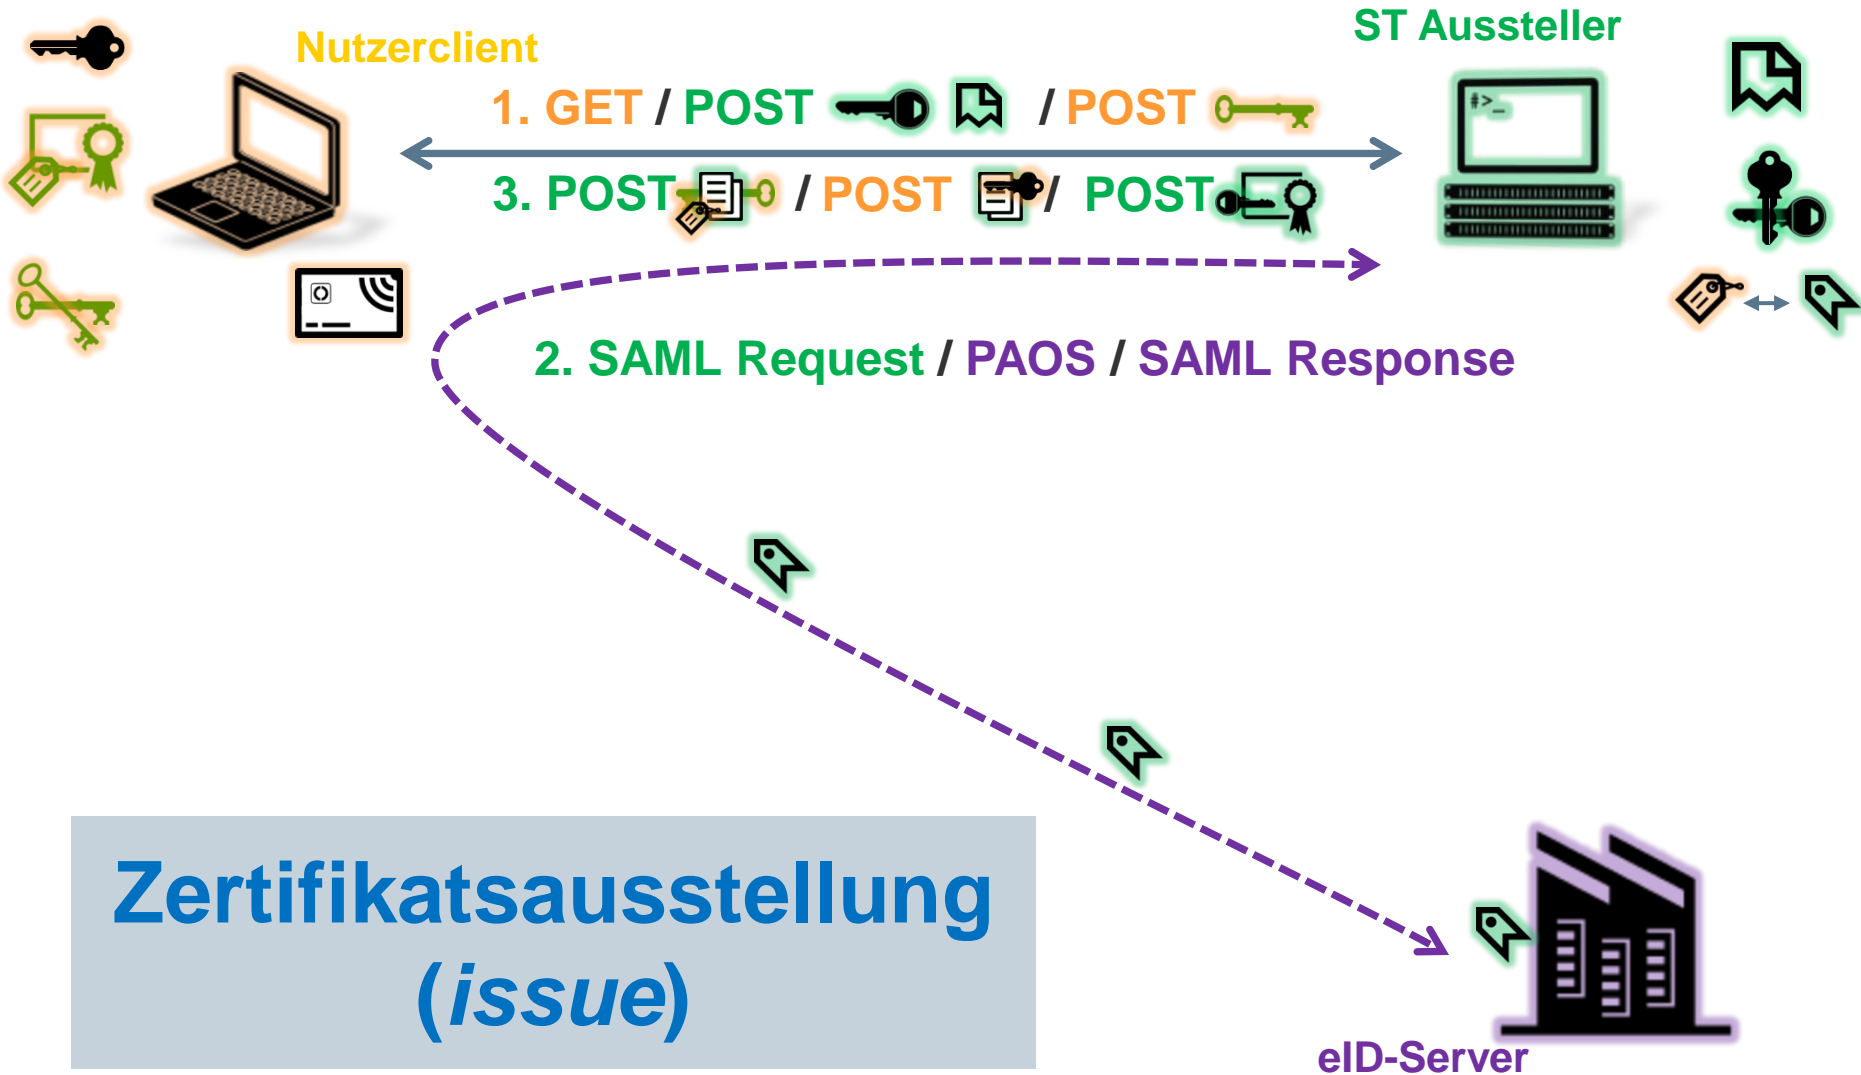 Nutzerclient
ST Aussteller
1. GET / POST / POST
#>_
3. POST / POST / POST
2. SAML Request / PAOS / SAML Response
Zertifikatsausstellung
(issue)
eID-Server